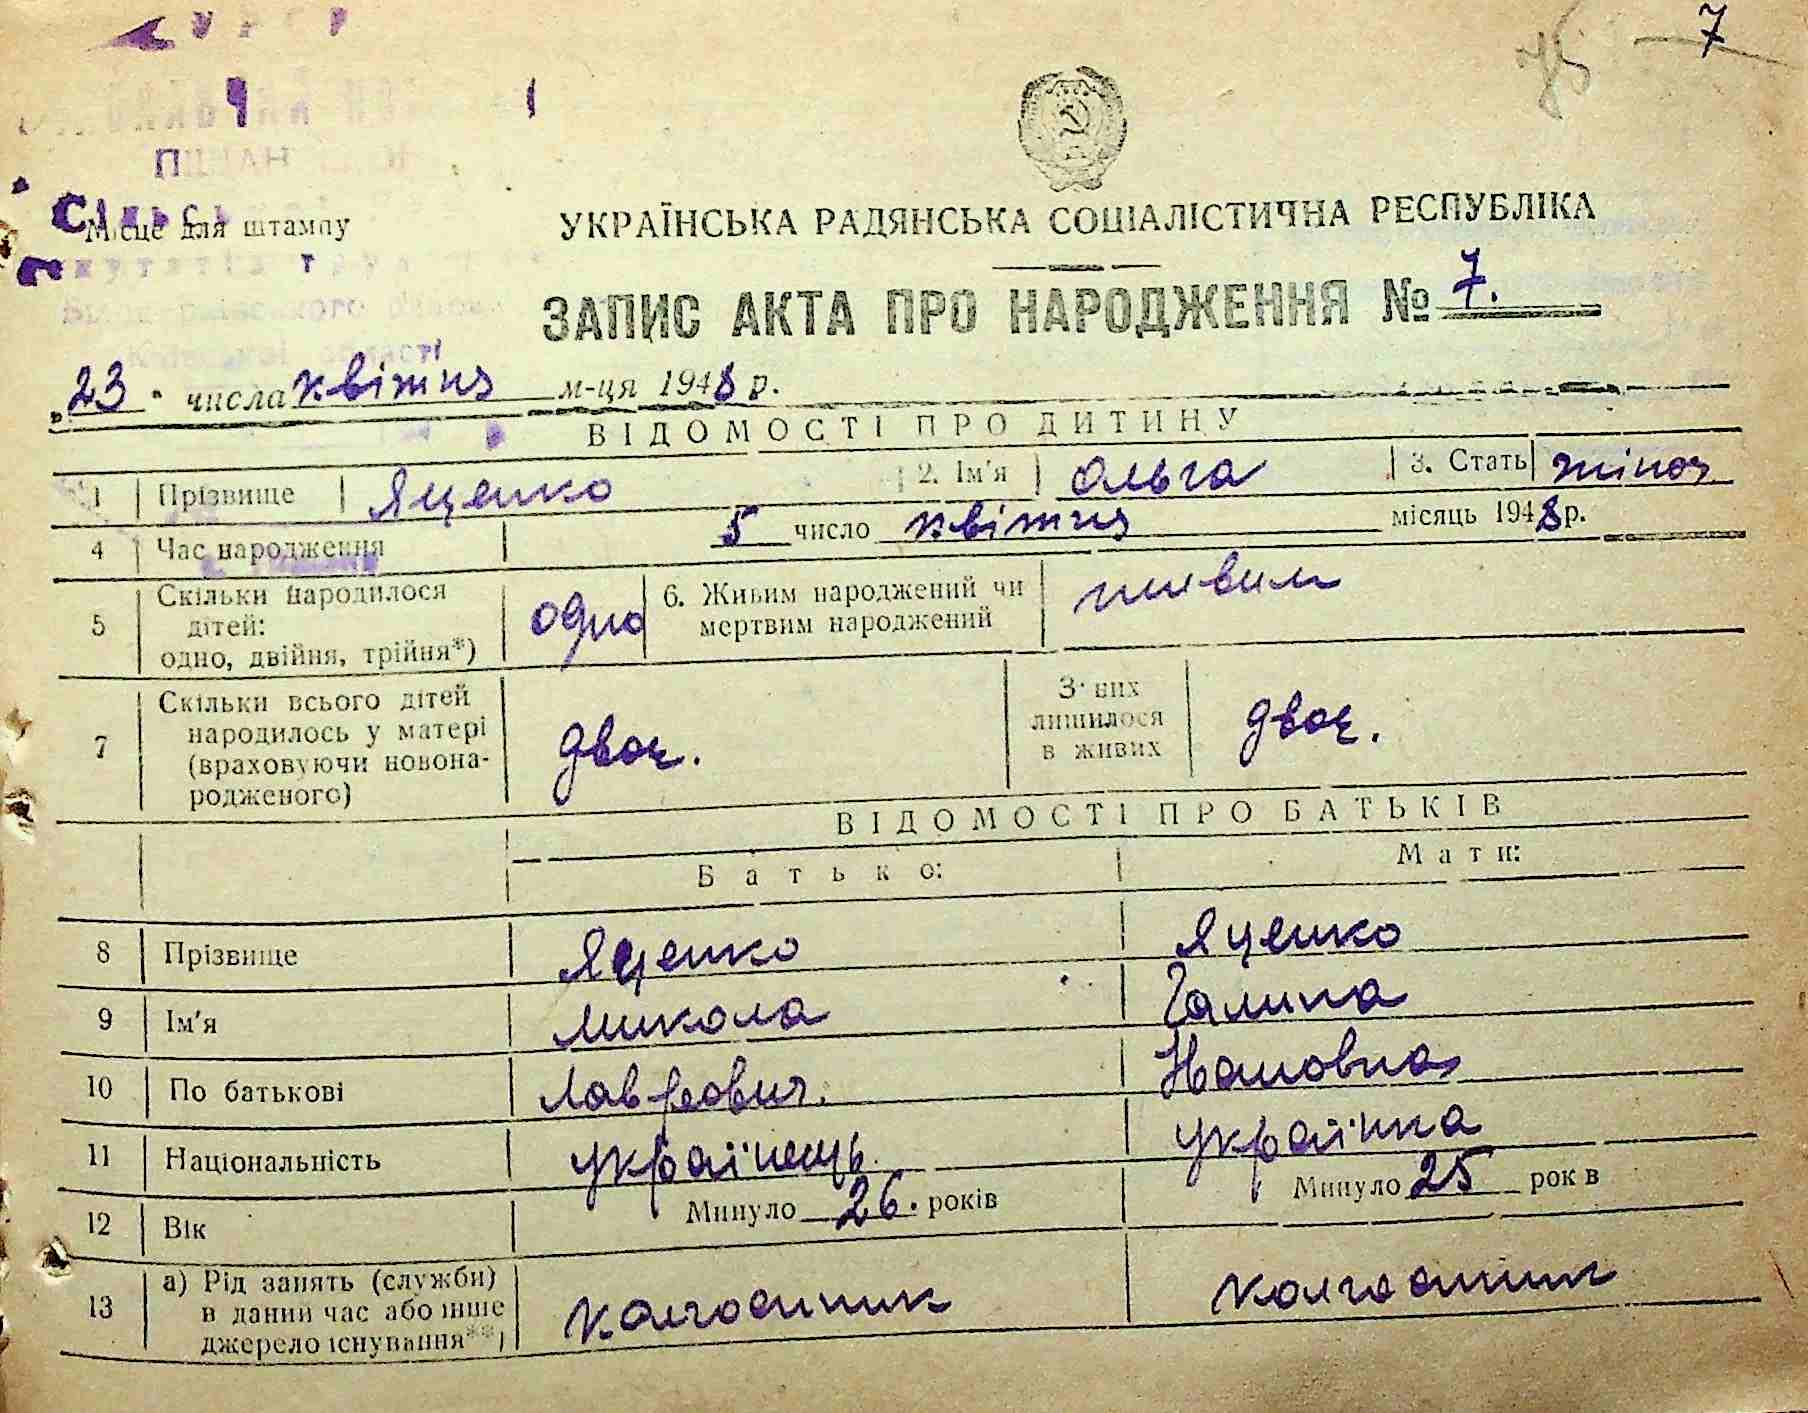 7
Місце для штампу
УКРАЇНСЬКА РАДЯНСЬКА СОЦІАЛІСТИЧНА РЕСПУБЛІКА
ЗАПИС АКТА ПРО НАРОДЖЕННЯ № 7.
"23" числа квітня м-ця 1948 р.
ВІДОМОСТІ ПРО ДИТИНУ
1 Прізвище Яценко 2. Ім'я Ольга 3. Стать жіноч.
4 Час народження 5 число квітня місяць 1948 р.
5 Скільки народилося дітей: одно, двійня, трійня*) одно 6. Живим народжений чи мертвим народжений живим
7 Скільки всього дітей народилось у матері (враховуючи новонародженого) двоє. З них лишилося в живих двоє.
ВІДОМОСТІ ПРО БАТЬКІВ
Батько: Мати:
8 Прізвище Яценко Яценко
9 Ім'я Микола Галина
10 По батькові Лаврович.
11 Національність українець українка
12 Вік Минуло 26. років Минуло 25 рок в
13 а) Рід занять (служби) в даний час або інше джерело існування**) колгоспник колгоспник